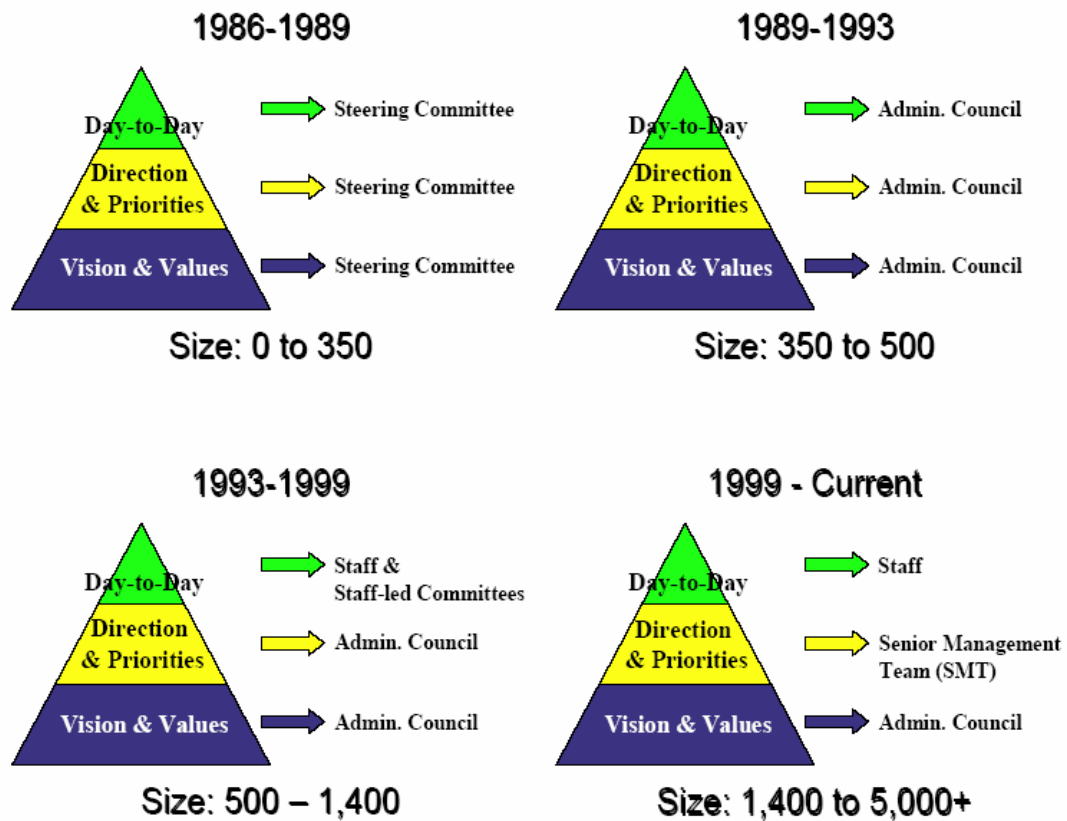 1986-1989
Day-to-Day
Direction
& Priorities
Vision & Values
Steering Committee
Steering Committee
Steering Committee
Size: 0 to 350
1989-1993
Day-to-Day
Direction
& Priorities
Vision & Values
Admin. Council
Admin. Council
Admin. Council
Size: 350 to 500
1993-1999
Day-to-Day
Direction
& Priorities
Vision & Values
Staff &
Staff-led Committees
Admin. Council
Admin. Council
Size: 500 – 1,400
1999 - Current
Day-to-Day
Direction
& Priorities
Vision & Values
Staff
Senior Management
Team (SMT)
Admin. Council
Size: 1,400 to 5,000+